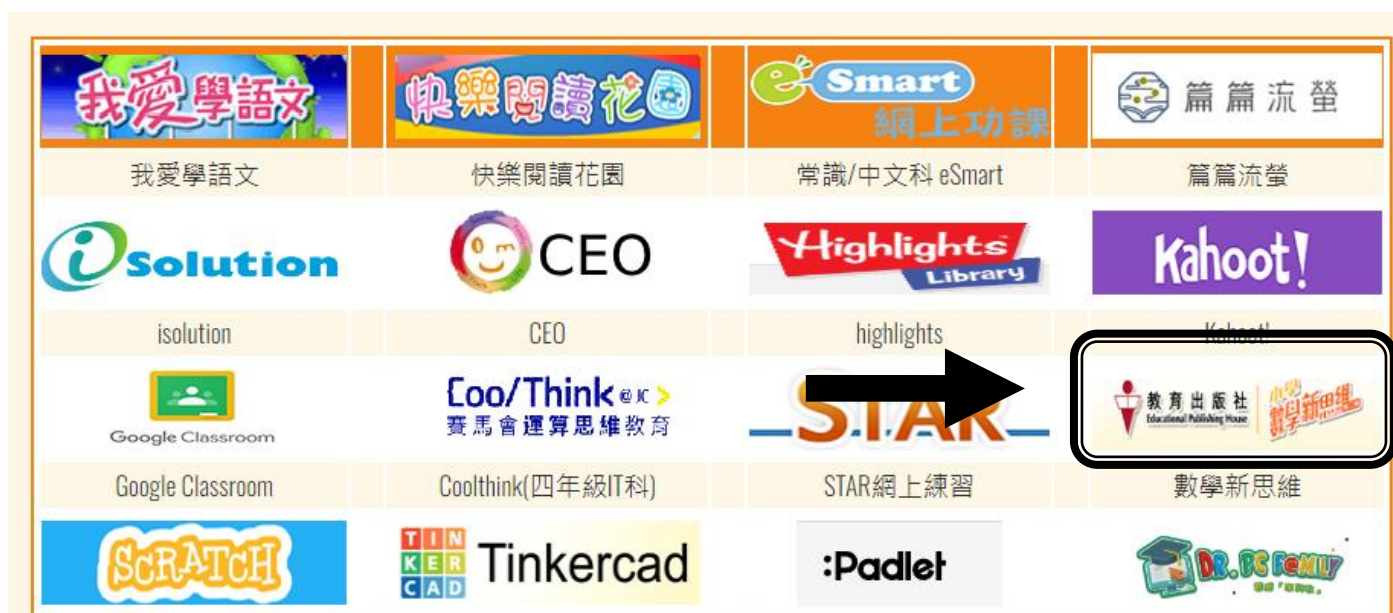 我愛學語文
快樂閱讀花園
e Smart
網上功課
篇篇流螢
我愛學語文
快樂閱讀花園
常識/中文科 eSmart
篇篇流螢
iSolution
CEO
Highlights
Library
Kahoot!
isolution
CEO
highlights
Kahoot!
Google Classroom
Coo/Think@JC>
賽馬會運算思維教育
STAR
教育出版社
Educational Publishing House
小學
數學新思維
Google Classroom
Coolthink(四年級IT科)
STAR網上練習
數學新思維
SCRATCH
TINKERCAD
Tinkercad
:Padlet
DR. PC FAMILY